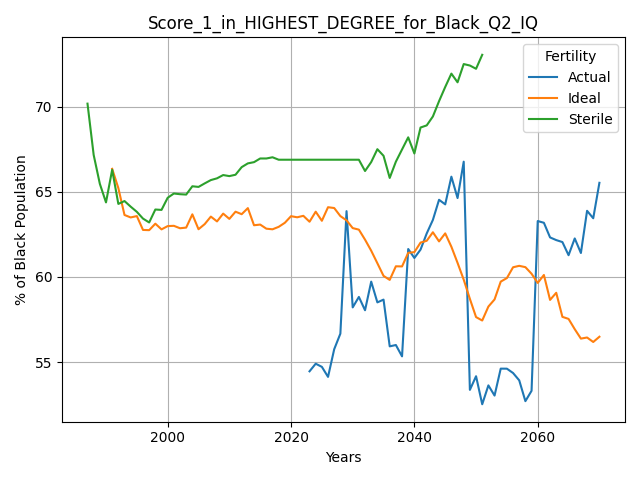 Score_1_in_HIGHEST_DEGREE_for_Black_Q2_IQ
Fertility
Actual
Ideal
Sterile
% of Black Population
70
65
60
55
2000
2020
2040
2060
Years